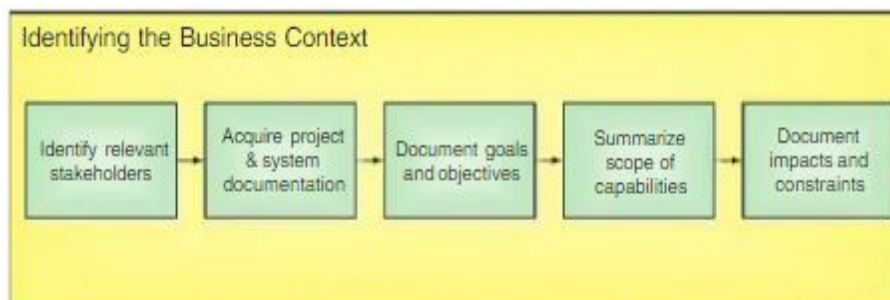 Identifying the Business Context
Identify relevant
stakeholders
Acquire project
& system
documentation
Document goals
and objectives
Summarize
scope of
capabilities
Document
impacts and
constraints